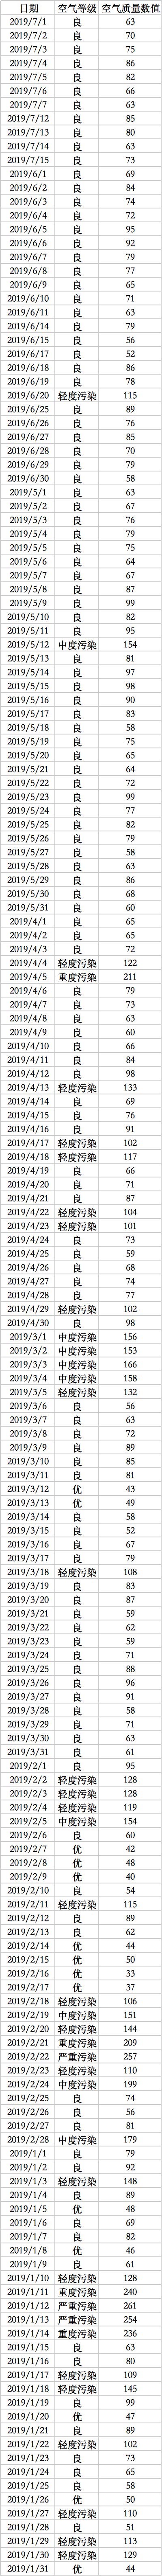 日期 空气等级 空气质量数值
2019/7/1 良 63
2019/7/2 良 70
2019/7/3 良 75
2019/7/4 良 86
2019/7/5 良 82
2019/7/6 良 66
2019/7/7 良 63
2019/7/12 良 85
2019/7/13 良 80
2019/7/14 良 63
2019/7/15 良 73
2019/6/1 良 69
2019/6/2 良 84
2019/6/3 良 74
2019/6/4 良 72
2019/6/5 良 95
2019/6/6 良 92
2019/6/7 良 79
2019/6/8 良 77
2019/6/9 良 65
2019/6/10 良 71
2019/6/11 良 63
2019/6/14 良 79
2019/6/15 良 56
2019/6/17 良 52
2019/6/18 良 86
2019/6/19 良 78
2019/6/20 轻度污染 115
2019/6/25 良 89
2019/6/26 良 76
2019/6/27 良 85
2019/6/28 良 70
2019/6/29 良 79
2019/6/30 良 58
2019/5/1 良 63
2019/5/2 良 67
2019/5/3 良 76
2019/5/4 良 79
2019/5/5 良 75
2019/5/6 良 64
2019/5/7 良 67
2019/5/8 良 87
2019/5/9 良 99
2019/5/10 良 82
2019/5/11 良 95
2019/5/12 中度污染 154
2019/5/13 良 81
2019/5/14 良 97
2019/5/15 良 98
2019/5/16 良 90
2019/5/17 良 83
2019/5/18 良 58
2019/5/19 良 75
2019/5/20 良 65
2019/5/21 良 64
2019/5/22 良 72
2019/5/23 良 99
2019/5/24 良 77
2019/5/25 良 82
2019/5/26 良 79
2019/5/27 良 58
2019/5/28 良 63
2019/5/29 良 86
2019/5/30 良 68
2019/5/31 良 60
2019/4/1 良 65
2019/4/2 良 65
2019/4/3 良 72
2019/4/4 轻度污染 122
2019/4/5 重度污染 211
2019/4/6 良 79
2019/4/7 良 73
2019/4/8 良 63
2019/4/9 良 60
2019/4/10 良 66
2019/4/11 良 84
2019/4/12 良 98
2019/4/13 轻度污染 133
2019/4/14 良 69
2019/4/15 良 76
2019/4/16 良 91
2019/4/17 轻度污染 102
2019/4/18 轻度污染 117
2019/4/19 良 66
2019/4/20 良 71
2019/4/21 良 87
2019/4/22 轻度污染 104
2019/4/23 轻度污染 101
2019/4/24 良 73
2019/4/25 良 59
2019/4/26 良 68
2019/4/27 良 74
2019/4/28 良 77
2019/4/29 轻度污染 102
2019/4/30 良 98
2019/3/1 中度污染 156
2019/3/2 中度污染 153
2019/3/3 中度污染 166
2019/3/4 中度污染 158
2019/3/5 轻度污染 132
2019/3/6 良 56
2019/3/7 良 63
2019/3/8 良 72
2019/3/9 良 89
2019/3/10 良 85
2019/3/11 良 81
2019/3/12 优 43
2019/3/13 优 49
2019/3/14 良 58
2019/3/15 良 52
2019/3/16 良 67
2019/3/17 良 79
2019/3/18 轻度污染 108
2019/3/19 良 83
2019/3/20 良 87
2019/3/21 良 59
2019/3/22 良 62
2019/3/23 良 59
2019/3/24 良 71
2019/3/25 良 88
2019/3/26 良 96
2019/3/27 良 91
2019/3/28 良 58
2019/3/29 良 71
2019/3/30 良 63
2019/3/31 良 61
2019/2/1 良 95
2019/2/2 轻度污染 128
2019/2/3 轻度污染 128
2019/2/4 轻度污染 119
2019/2/5 中度污染 154
2019/2/6 良 60
2019/2/7 优 42
2019/2/8 优 48
2019/2/9 优 40
2019/2/10 良 54
2019/2/11 轻度污染 115
2019/2/12 良 89
2019/2/13 良 62
2019/2/14 优 44
2019/2/15 优 50
2019/2/16 优 33
2019/2/17 优 37
2019/2/18 轻度污染 106
2019/2/19 中度污染 151
2019/2/20 轻度污染 144
2019/2/21 重度污染 209
2019/2/22 严重污染 257
2019/2/23 轻度污染 110
2019/2/24 中度污染 199
2019/2/25 良 74
2019/2/26 良 56
2019/2/27 良 81
2019/2/28 中度污染 179
2019/1/1 良 79
2019/1/2 良 92
2019/1/3 轻度污染 148
2019/1/4 良 89
2019/1/5 优 48
2019/1/6 良 69
2019/1/7 良 82
2019/1/8 优 46
2019/1/9 良 61
2019/1/10 轻度污染 128
2019/1/11 重度污染 240
2019/1/12 严重污染 261
2019/1/13 严重污染 254
2019/1/14 重度污染 236
2019/1/15 良 63
2019/1/16 良 80
2019/1/17 轻度污染 109
2019/1/18 轻度污染 145
2019/1/19 良 99
2019/1/20 优 47
2019/1/21 良 89
2019/1/22 轻度污染 102
2019/1/23 良 73
2019/1/24 良 65
2019/1/25 良 58
2019/1/26 优 50
2019/1/27 轻度污染 110
2019/1/28 良 51
2019/1/29 轻度污染 113
2019/1/30 轻度污染 129
2019/1/31 优 44